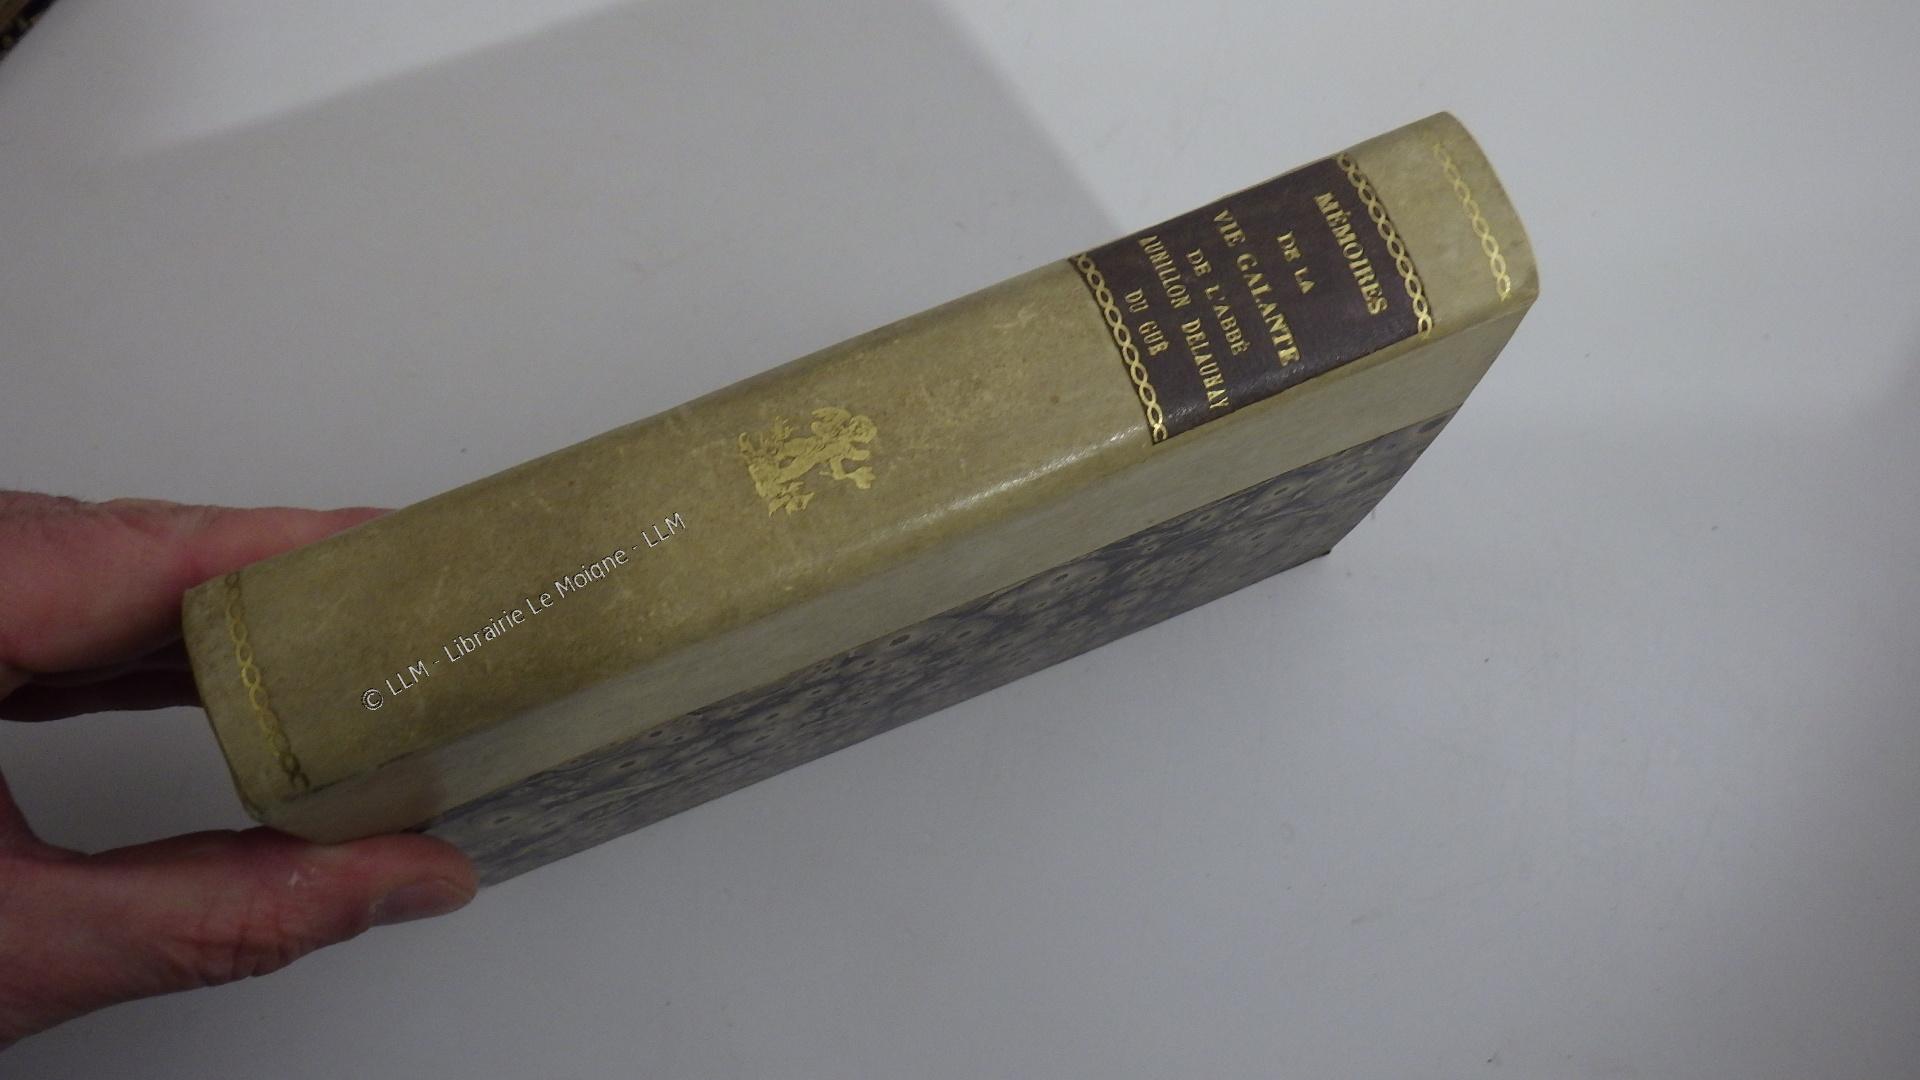 MÉMOIRES
DE LA
VIE GALANTE
DE L'ABBÉ
AUNILLON DELAUNAY
DU GUÉ
© LLM - Librairie Le Moigne - LLM